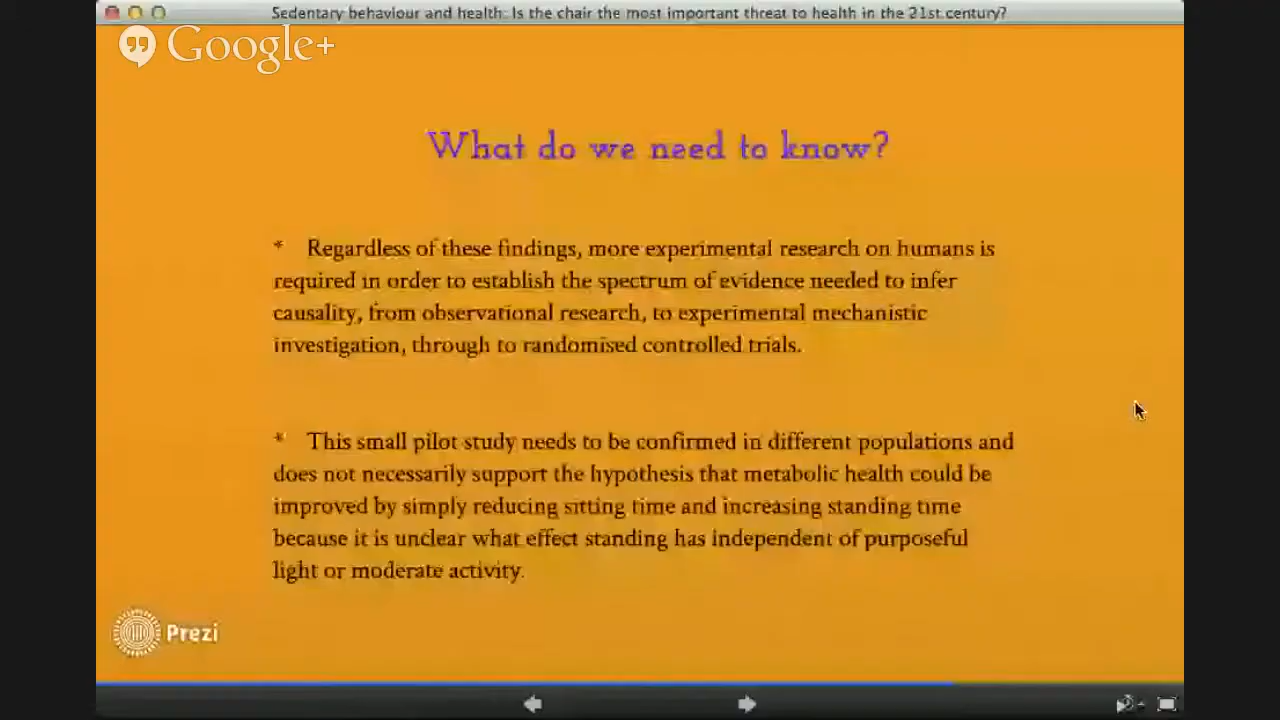 Sedentary behaviour and health: Is the chair the most important threat to health in the 21st century?
Google+
What do we need to know?
* Regardless of these findings, more experimental research on humans is
required in order to establish the spectrum of evidence needed to infer
causality, from observational research, to experimental mechanistic
investigation, through to randomised controlled trials.
* This small pilot study needs to be confirmed in different populations and
does not necessarily support the hypothesis that metabolic health could be
improved by simply reducing sitting time and increasing standing time
because it is unclear what effect standing has independent of purposeful
light or moderate activity.
Prezi